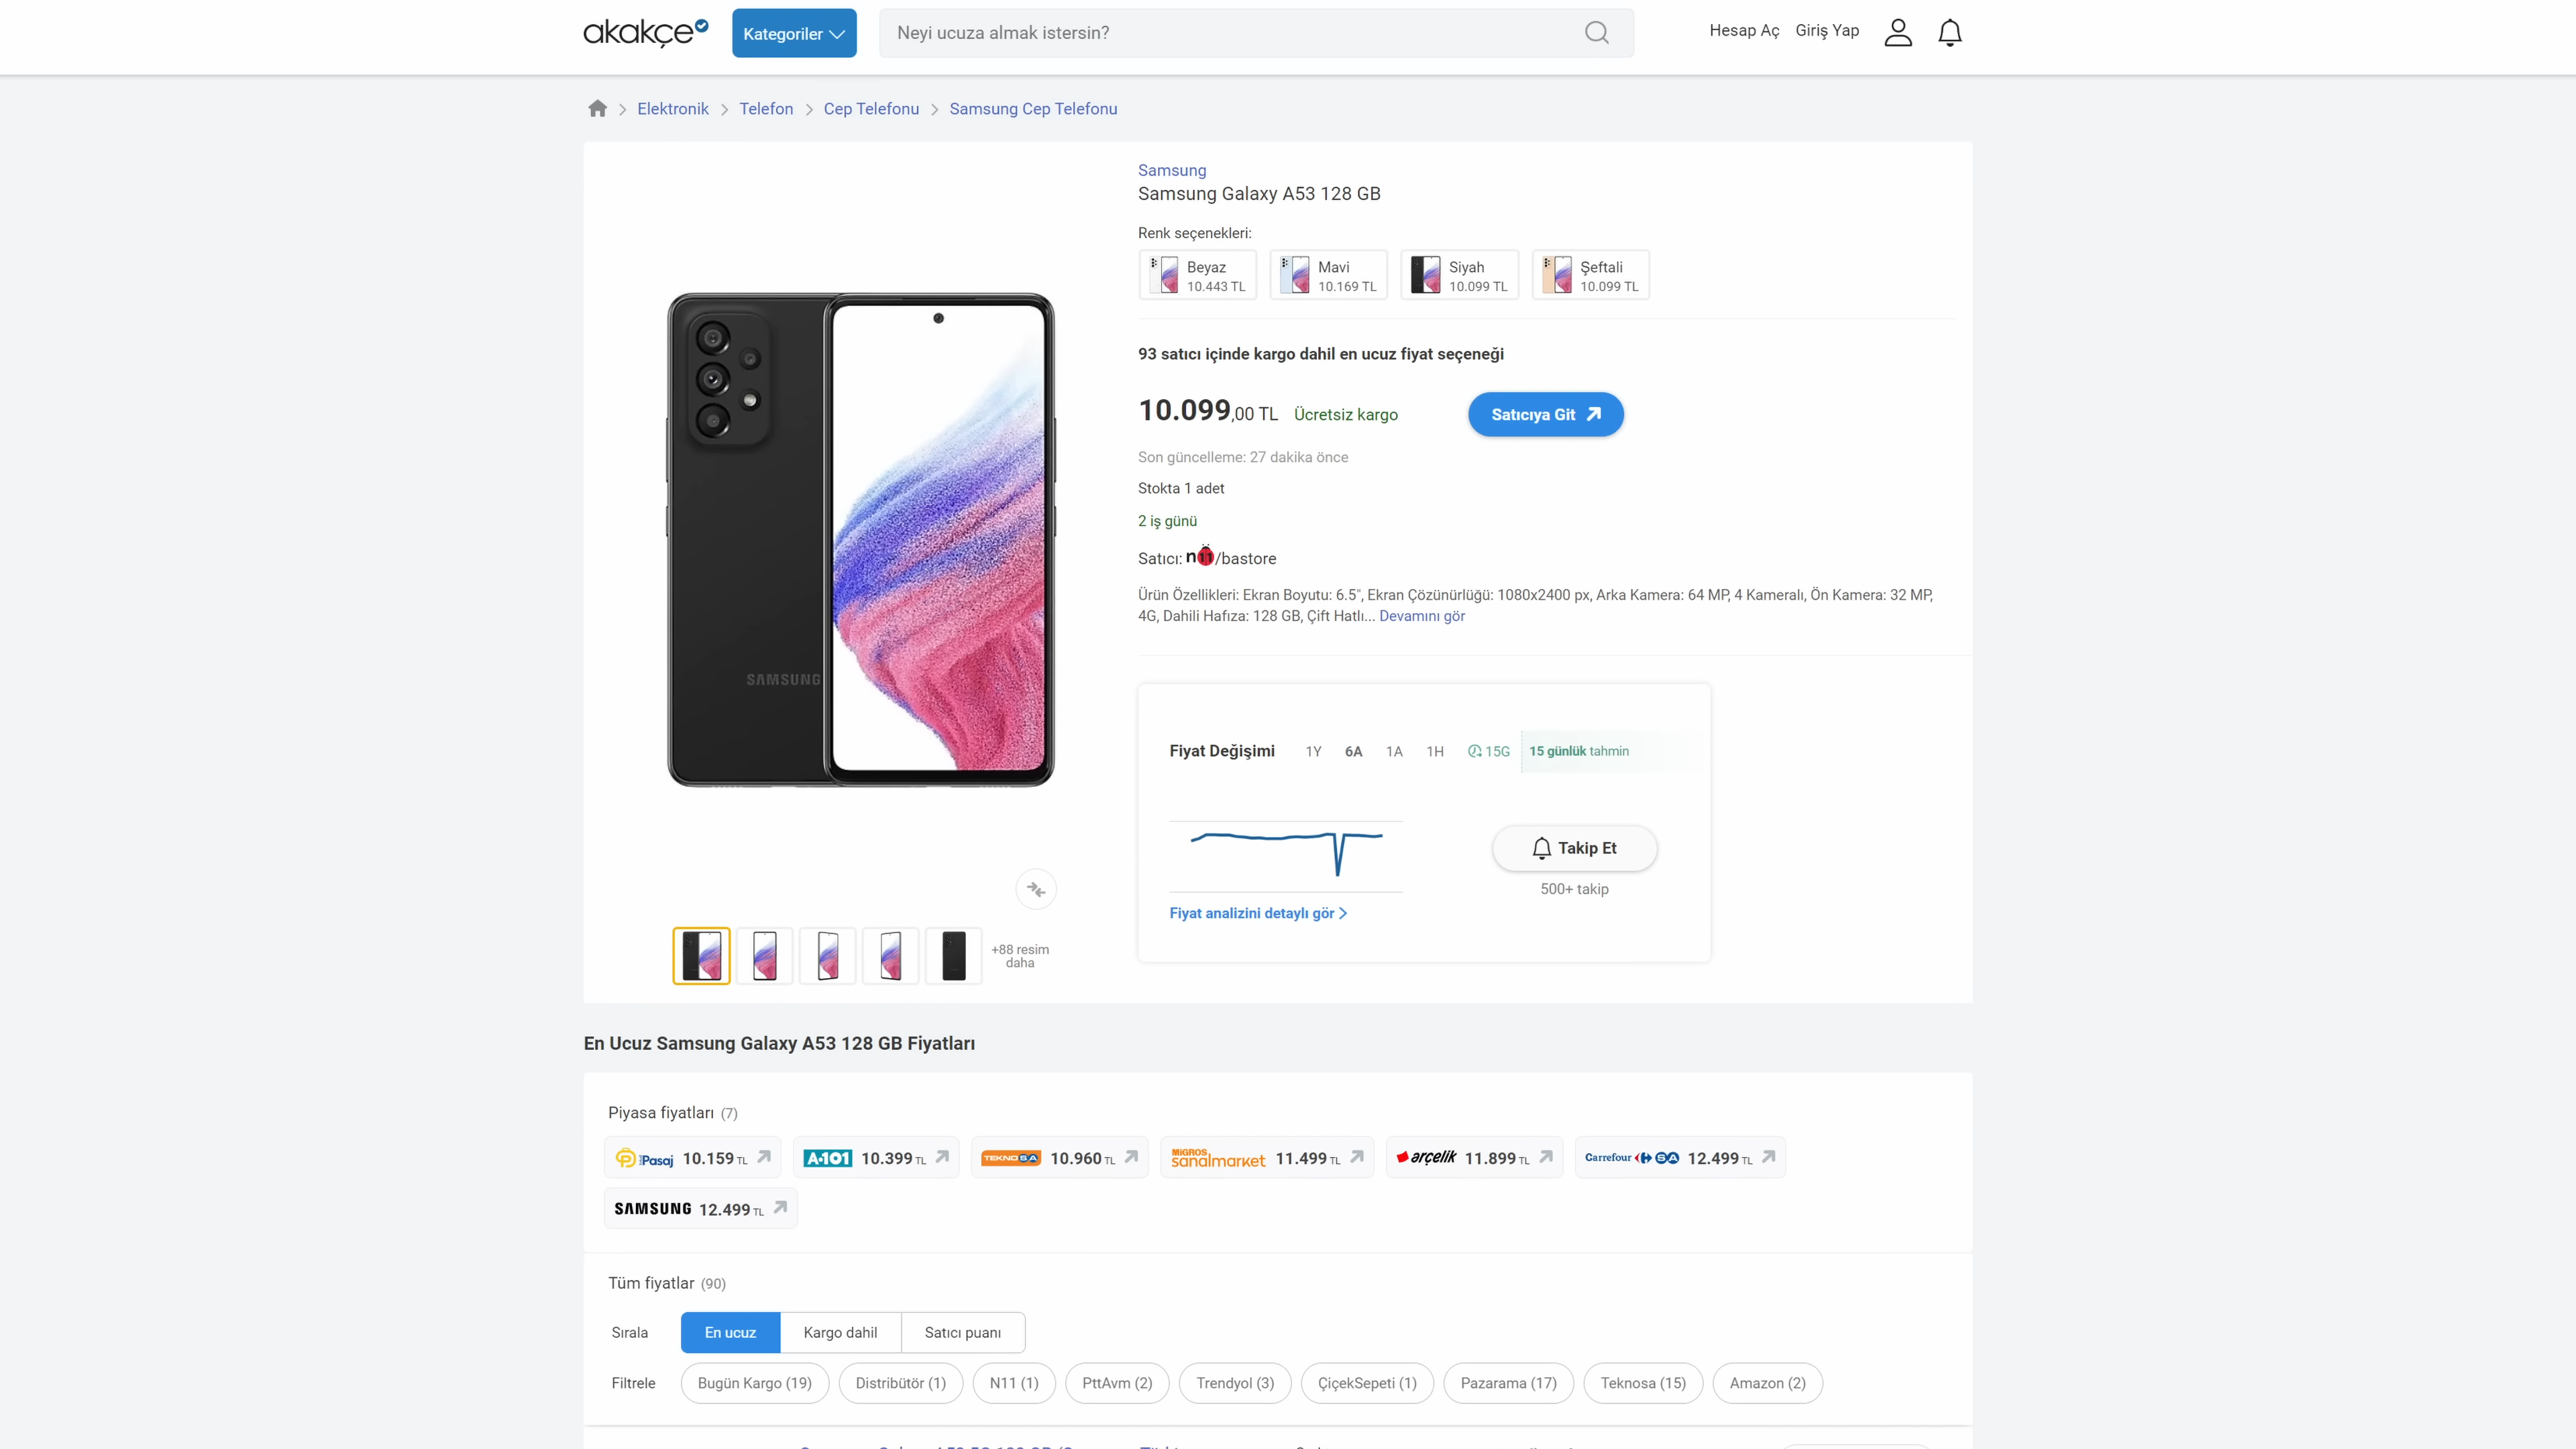 akakçe
Kategoriler
Neyi ucuza almak istersin?
Hesap Aç Giriş Yap
Elektronik > Telefon > Cep Telefonu > Samsung Cep Telefonu
Samsung
Samsung Galaxy A53 128 GB
Renk seçenekleri:
Beyaz
10.443 TL
Mavi
10.169 TL
Siyah
10.099 TL
Şeftali
10.099 TL
93 satıcı içinde kargo dahil en ucuz fiyat seçeneği
10.099,00 TL Ücretsiz kargo
Satıcıya Git
Son güncelleme: 27 dakika önce
Stokta 1 adet
2 iş günü
Satıcı: n11/bastore
Ürün Özellikleri: Ekran Boyutu: 6.5", Ekran Çözünürlüğü: 1080x2400 px, Arka Kamera: 64 MP, 4 Kameralı, Ön Kamera: 32 MP,
4G, Dahili Hafıza: 128 GB, Çift Hatlı... Devamını gör
SAMSUNG
Fiyat Değişimi 1Y 6A 1A 1H 15G 15 günlük tahmin
Takip Et
500+ takip
Fiyat analizini detaylı gör >
+88 resim
daha
En Ucuz Samsung Galaxy A53 128 GB Fiyatları
Piyasa fiyatları (7)
Pasaj 10.159 TL
A101 10.399 TL
TEKNOSA 10.960 TL
MİGROS sanalmarket 11.499 TL
arçelik 11.899 TL
Carrefour SA 12.499 TL
SAMSUNG 12.499 TL
Tüm fiyatlar (90)
Sırala En ucuz Kargo dahil Satıcı puanı
Filtrele Bugün Kargo (19) Distribütör (1) N11 (1) PttAvm (2) Trendyol (3) ÇiçekSepeti (1) Pazarama (17) Teknosa (15) Amazon (2)